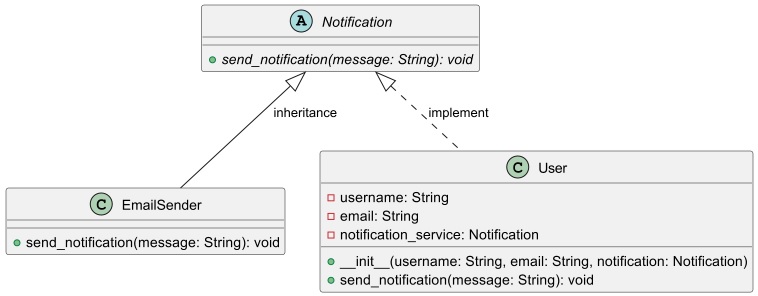 A Notification
send_notification(message: String): void
inheritance
implement
C EmailSender
send_notification(message: String): void
C User
username: String
email: String
notification_service: Notification
__init__(username: String, email: String, notification: Notification)
send_notification(message: String): void